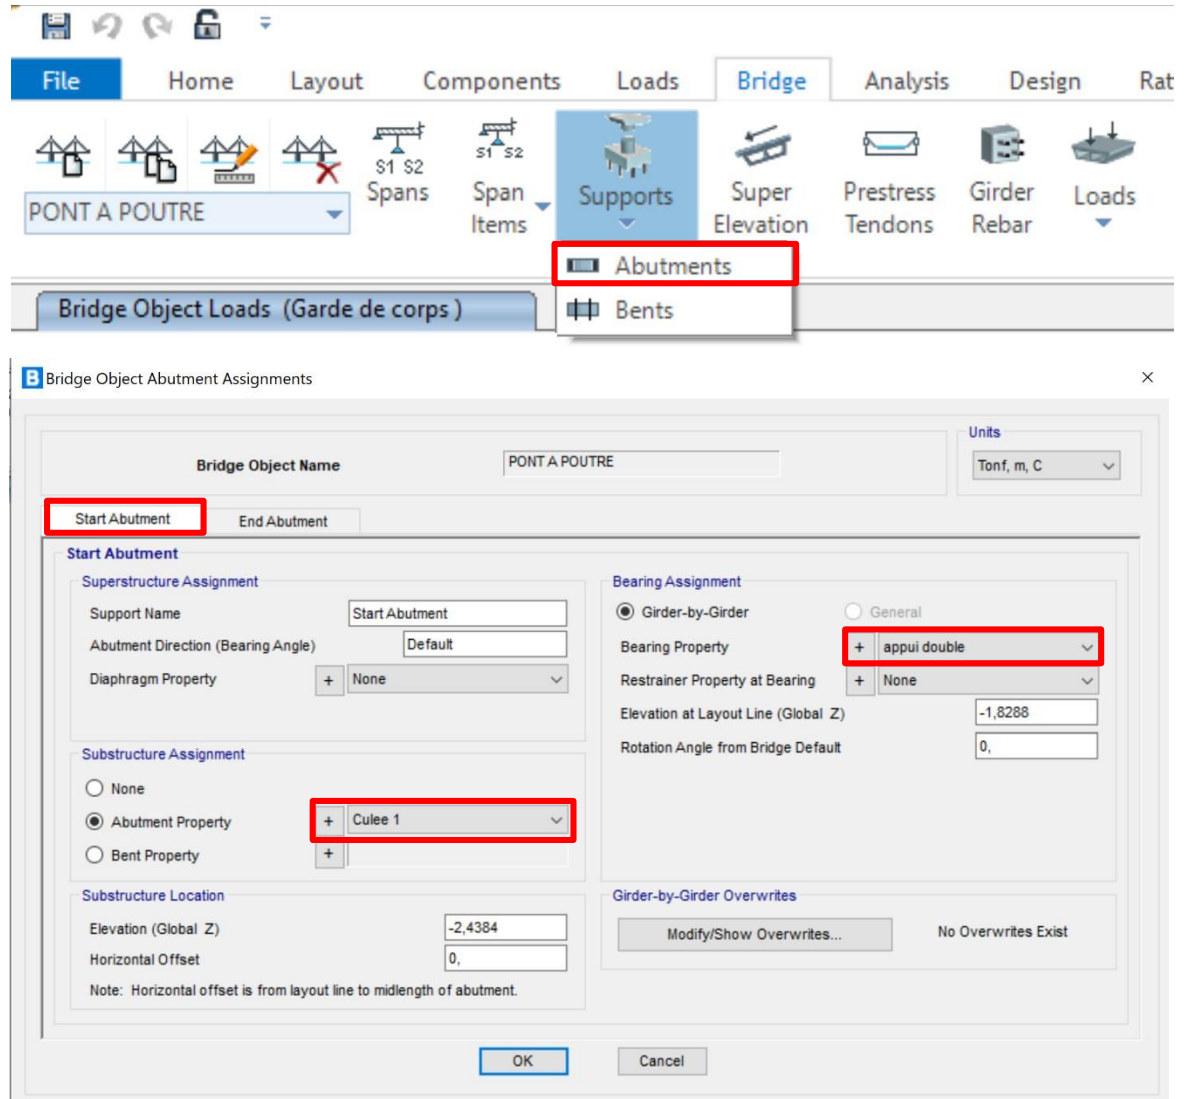 File Home Layout Components Loads Bridge Analysis Design Rat
S1 S2
S1 S2
Spans
Span Items
Supports
Super Elevation
Prestress Tendons
Girder Rebar
Loads
PONT A POUTRE
Abutments
Bents
Bridge Object Loads (Garde de corps )
B Bridge Object Abutment Assignments
Units
Bridge Object Name PONT A POUTRE Tonf, m, C
Start Abutment End Abutment
Start Abutment
Superstructure Assignment
Support Name Start Abutment
Abutment Direction (Bearing Angle) Default
Diaphragm Property + None
Substructure Assignment
None
Abutment Property + Culee 1
Bent Property +
Substructure Location
Elevation (Global Z) -2,4384
Horizontal Offset 0,
Note: Horizontal offset is from layout line to midlength of abutment.
Bearing Assignment
Girder-by-Girder General
Bearing Property + appui double
Restrainer Property at Bearing + None
Elevation at Layout Line (Global Z) -1,8288
Rotation Angle from Bridge Default 0,
Girder-by-Girder Overwrites
Modify/Show Overwrites... No Overwrites Exist
OK Cancel